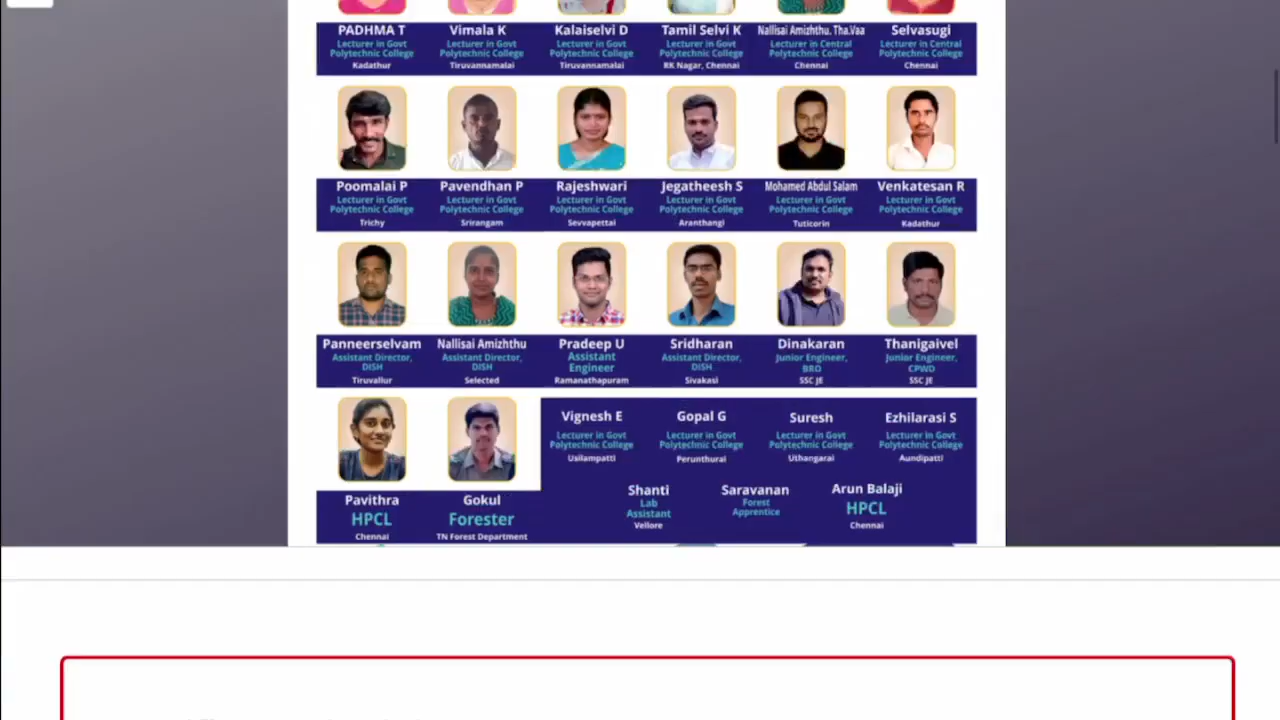 PADHMA T Vimala K Kalaiselvi D Tamil Selvi K Nallisai Amizhthu. Tha.Vaa Selvasugi
Lecturer in Govt Lecturer in Govt Lecturer in Govt Lecturer in Govt Lecturer in Central Lecturer in Central
Polytechnic College Polytechnic College Polytechnic College Polytechnic College Polytechnic College Polytechnic College
Kadathur Tiruvannamalai Tiruvannamalai RK Nagar, Chennai Chennai Chennai
Poomalai P Pavendhan P Rajeshwari Jegatheesh S Mohamed Abdul Salam Venkatesan R
Lecturer in Govt Lecturer in Govt Lecturer in Govt Lecturer in Govt Lecturer in Govt Lecturer in Govt
Polytechnic College Polytechnic College Polytechnic College Polytechnic College Polytechnic College Polytechnic College
Trichy Srirangam Sevvapettai Aranthangi Tuticorin Kadathur
Panneerselvam Nallisai Amizhthu Pradeep U Sridharan Dinakaran Thanigaivel
Assistant Director, Assistant Director, Assistant Assistant Director, Junior Engineer, Junior Engineer,
DISH DISH Engineer DISH BRO CPWD
Tiruvallur Selected Ramanathapuram Sivakasi SSC JE SSC JE
Vignesh E Gopal G Suresh Ezhilarasi S
Lecturer in Govt Lecturer in Govt Lecturer in Govt Lecturer in Govt
Polytechnic College Polytechnic College Polytechnic College Polytechnic College
Usilampatti Perunthurai Uthangarai Aundipatti
Pavithra Gokul Shanti Saravanan Arun Balaji
HPCL Forester Lab Forest HPCL
Assistant Apprentice
Chennai TN Forest Department Vellore Chennai